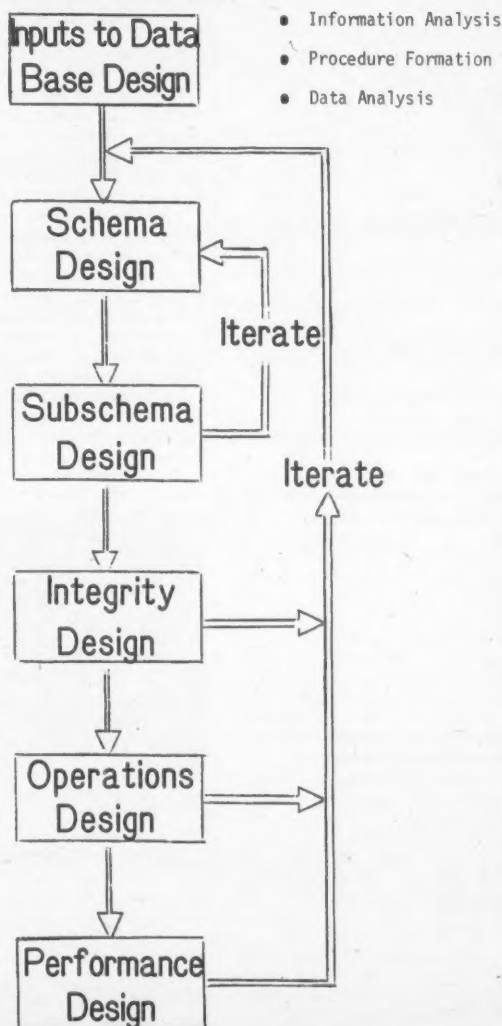 Inputs to Data
Base Design
• Information Analysis
• Procedure Formation
• Data Analysis
Schema
Design
Iterate
Subschema
Design
Iterate
Integrity
Design
Operations
Design
Performance
Design